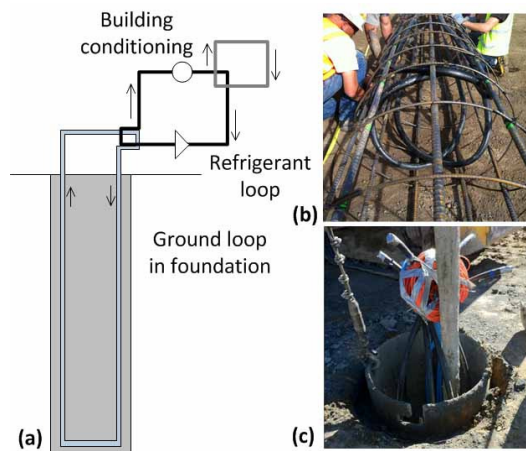 Building
conditioning
Refrigerant
loop
Ground loop
in foundation
(a)
(b)
(c)